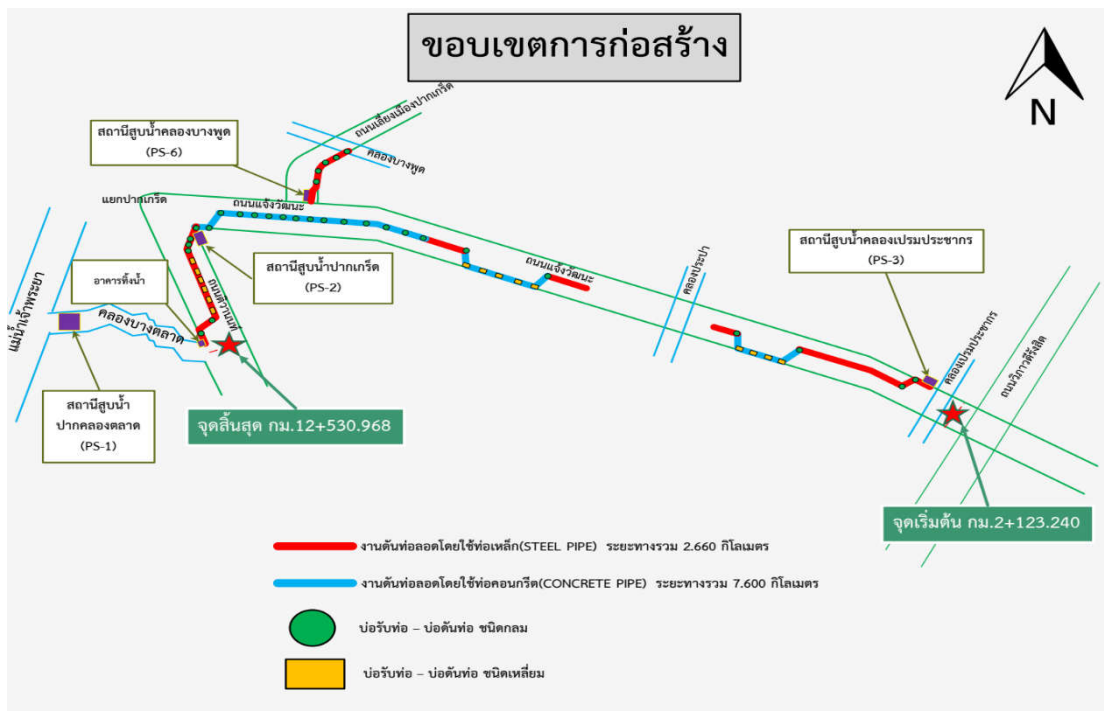 ขอบเขตการก่อสร้าง
N
ถนนเลี่ยงเมืองปากเกร็ด
สถานีสูบน้ำคลองบางพูด
(PS-6)
คลองบางพูด
แยกปากเกร็ด
ถนนแจ้งวัฒนะ
สถานีสูบน้ำปากเกร็ด
(PS-2)
ถนนแจ้งวัฒนะ
คลองประปา
สถานีสูบน้ำคลองเปรมประชากร
(PS-3)
คลองเปรมประชากร
ถนนวิภาวดีรังสิต
อาคารทิ้งน้ำ
ถนนติวานนท์
แม่น้ำเจ้าพระยา
คลองบางตลาด
สถานีสูบน้ำ
ปากคลองตลาด
(PS-1)
จุดสิ้นสุด กม.12+530.968
จุดเริ่มต้น กม.2+123.240
งานดันท่อลอดโดยใช้ท่อเหล็ก(STEEL PIPE) ระยะทางรวม 2.660 กิโลเมตร
งานดันท่อลอดโดยใช้ท่อคอนกรีต(CONCRETE PIPE) ระยะทางรวม 7.600 กิโลเมตร
บ่อรับท่อ – บ่อดันท่อ ชนิดกลม
บ่อรับท่อ – บ่อดันท่อ ชนิดเหลี่ยม